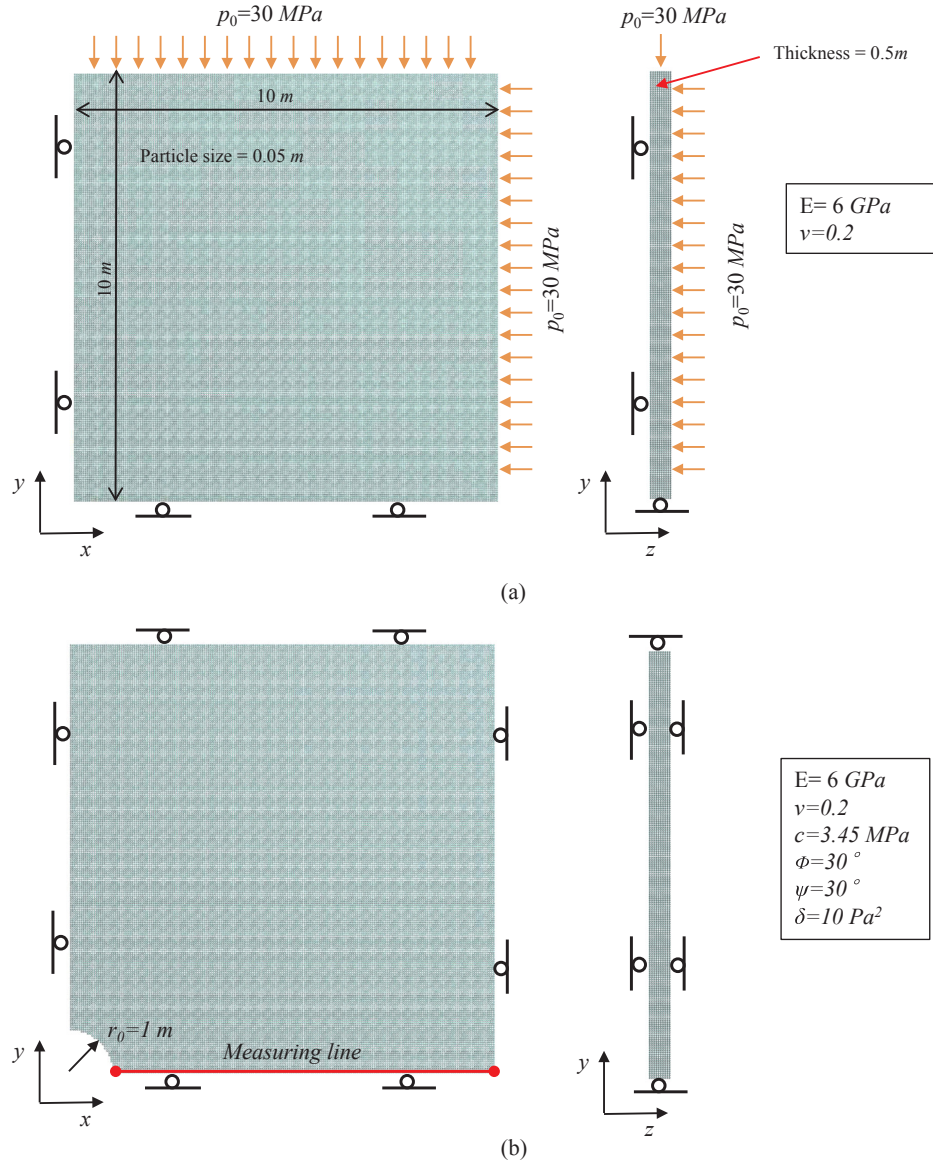 p₀=30 MPa
p₀=30 MPa
Thickness = 0.5m
10 m
Particle size = 0.05 m
10 m
p₀=30 MPa
p₀=30 MPa
E= 6 GPa
ν=0.2
y
x
y
z
(a)
E= 6 GPa
ν=0.2
c=3.45 MPa
Φ=30°
ψ=30°
δ=10 Pa²
r₀=1 m
Measuring line
y
x
y
z
(b)